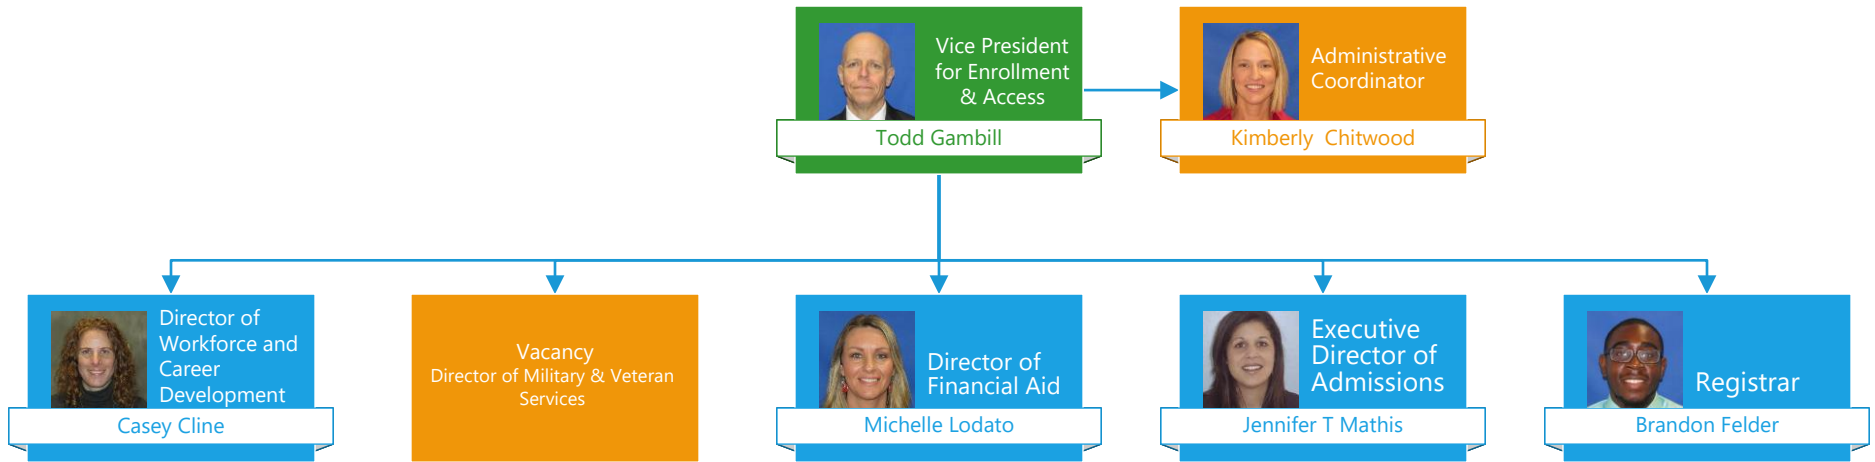 Vice President
for Enrollment
& Access
Todd Gambill
Administrative
Coordinator
Kimberly  Chitwood
Director of
Workforce and
Career
Development
Casey Cline
Vacancy
Director of Military & Veteran
Services
Director of
Financial Aid
Michelle Lodato
Executive
Director of
Admissions
Jennifer T Mathis
Registrar
Brandon Felder